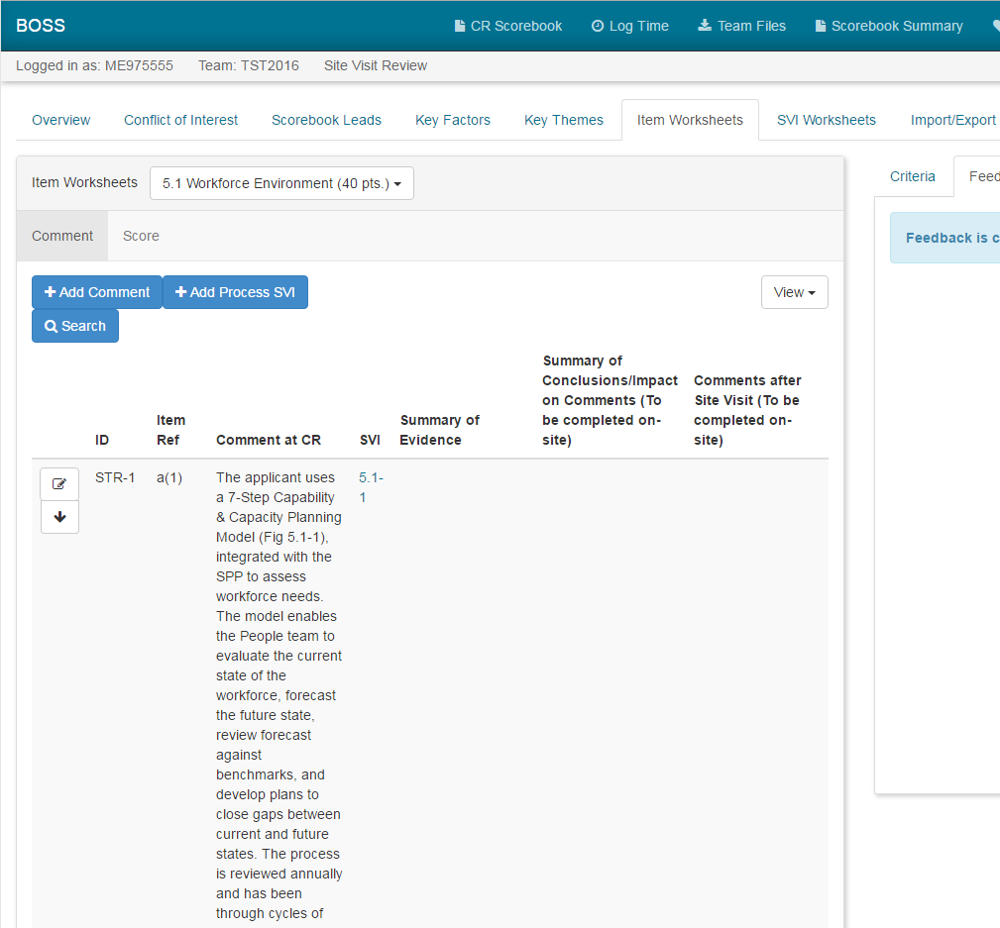 BOSS CR Scorebook Log Time Team Files Scorebook Summary
Logged in as: ME975555 Team: TST2016 Site Visit Review
Overview Conflict of Interest Scorebook Leads Key Factors Key Themes Item Worksheets SVI Worksheets Import/Export
Item Worksheets 5.1 Workforce Environment (40 pts.)
Comment Score
Add Comment Add Process SVI View
Search
ID
Item
Ref
Comment at CR
SVI
Summary of
Evidence
Summary of
Conclusions/Impact
on Comments (To
be completed on-
site)
Comments after
Site Visit (To be
completed on-
site)
STR-1
a(1)
The applicant uses
a 7-Step Capability
& Capacity Planning
Model (Fig 5.1-1),
integrated with the
SPP to assess
workforce needs.
The model enables
the People team to
evaluate the current
state of the
workforce, forecast
the future state,
review forecast
against
benchmarks, and
develop plans to
close gaps between
current and future
states. The process
is reviewed annually
and has been
through cycles of
5.1-
1
Criteria Feed
Feedback is c